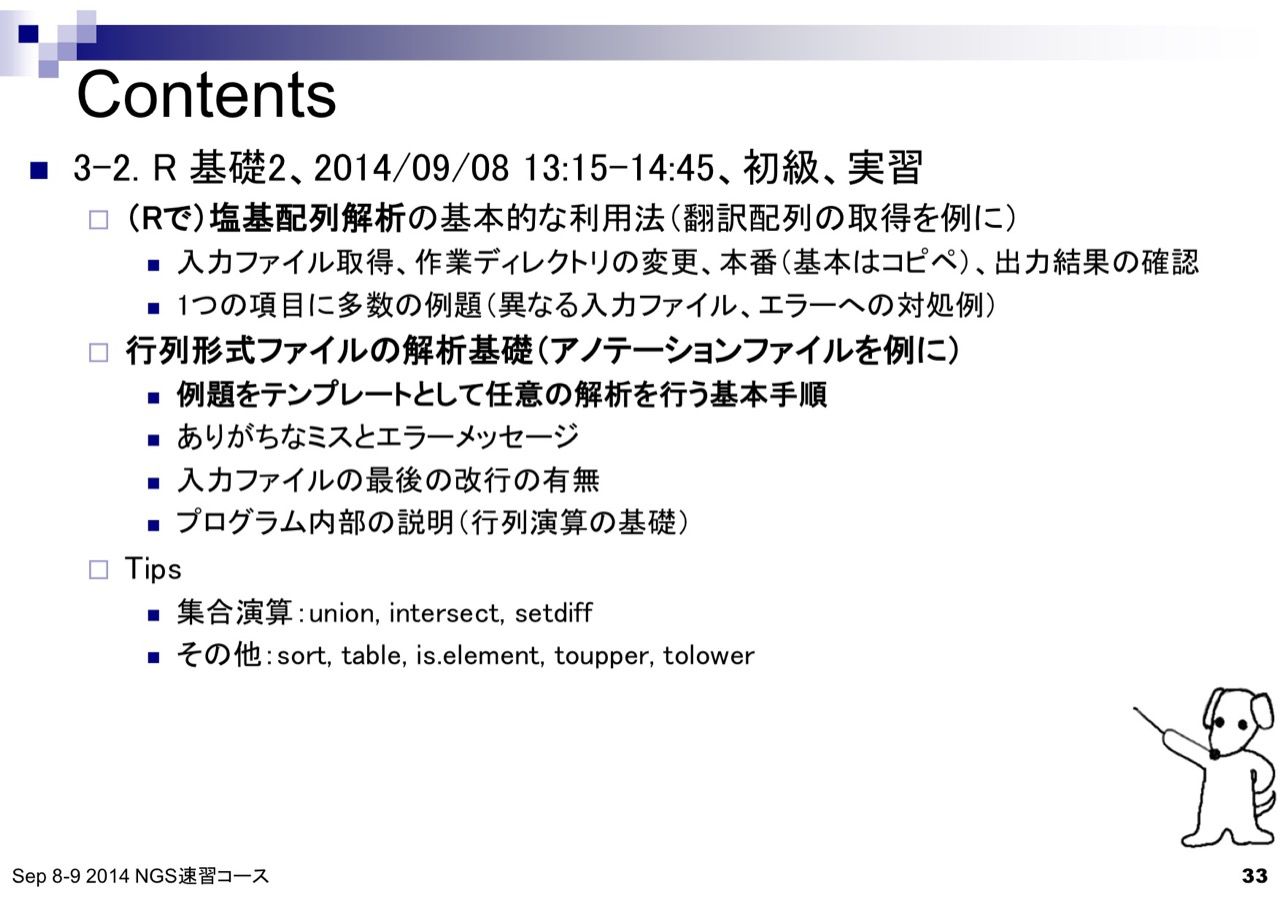 Contents
3-2. R 基礎2、2014/09/08 13:15-14:45、初級、実習
(Rで)塩基配列解析の基本的な利用法(翻訳配列の取得を例に)
入力ファイル取得、作業ディレクトリの変更、本番(基本はコピペ)、出力結果の確認
1つの項目に多数の例題(異なる入力ファイル、エラーへの対処例)
行列形式ファイルの解析基礎(アノテーションファイルを例に)
例題をテンプレートとして任意の解析を行う基本手順
ありがちなミスとエラーメッセージ
入力ファイルの最後の改行の有無
プログラム内部の説明(行列演算の基礎)
Tips
集合演算:union, intersect, setdiff
その他:sort, table, is.element, toupper, tolower
Sep 8-9 2014 NGS速習コース
33